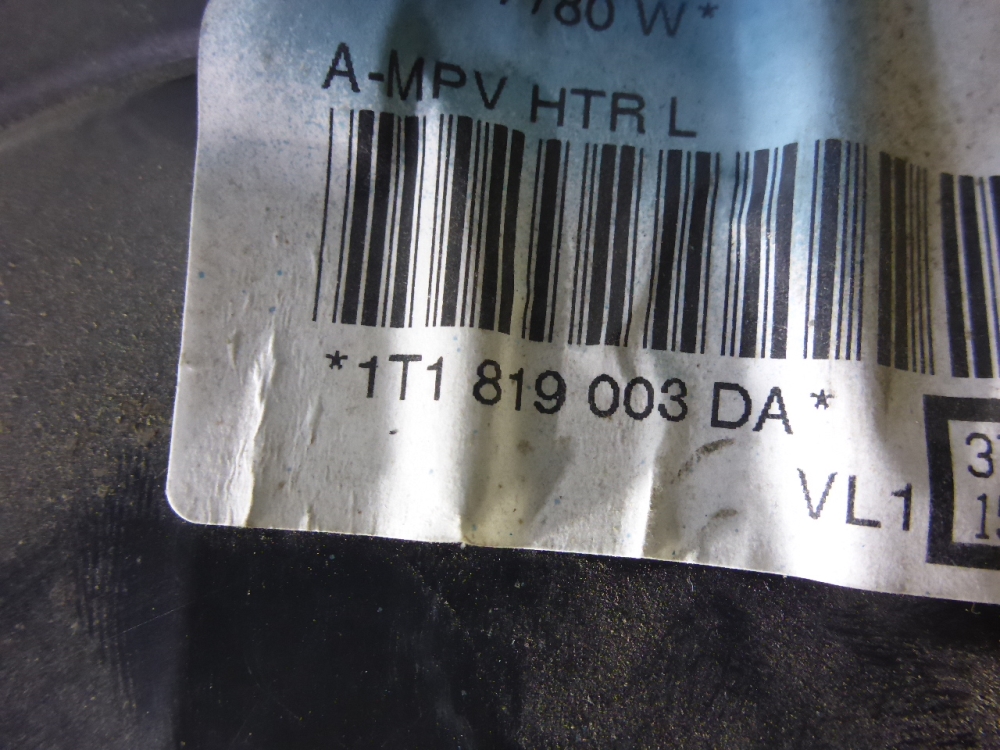 W*
A-MPV HTR L
*1T1 819 003 DA*
VL1